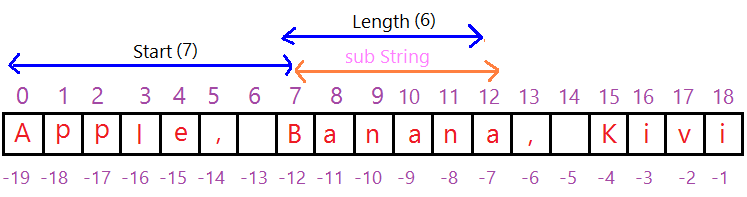 Length (6)
Start (7)
sub String
0 1 2 3 4 5 6 7 8 9 10 11 12 13 14 15 16 17 18
A p p l e , B a n a n a , K i v i
-19 -18 -17 -16 -15 -14 -13 -12 -11 -10 -9 -8 -7 -6 -5 -4 -3 -2 -1